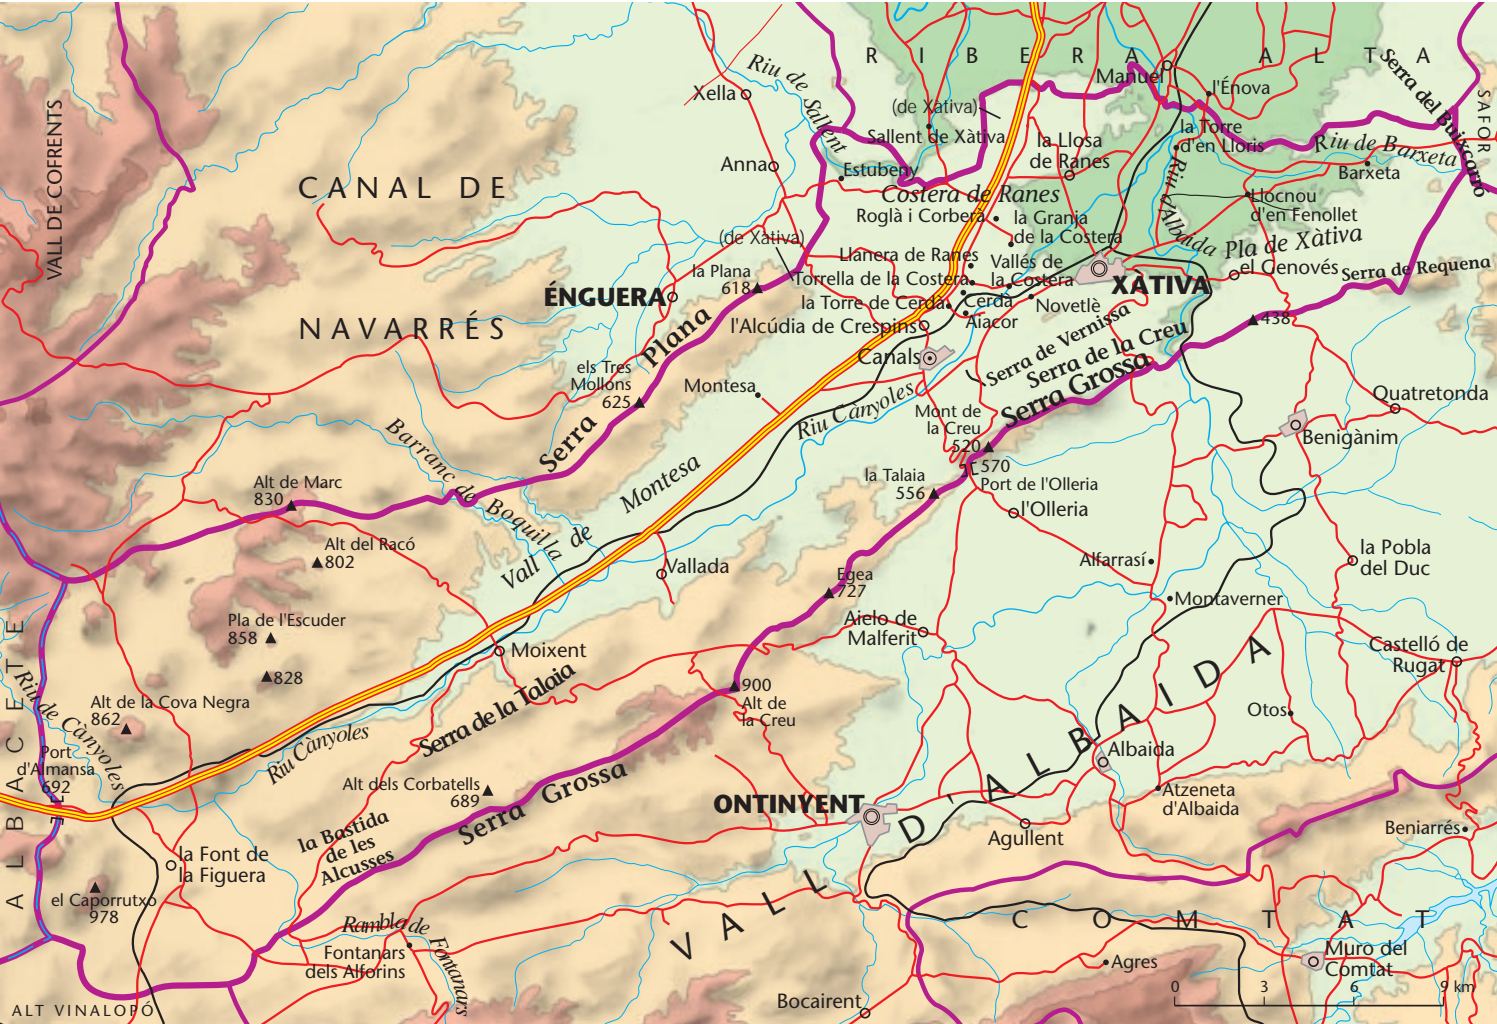 RIBERA ALTA
Serra del Buixcarró
SAFOR
VALL DE COFRENTS
Riu de Sallent
Xella
Manuel
l'Énova
(de Xàtiva)
Sallent de Xàtiva
la Llosa
de Ranes
la Torre
d'en Lloris
Riu de Barxeta
Barxeta
Annao
Estubeny
CANAL DE
NAVARRÉS
Costera de Ranes
Riu d'Albaida
Llocnou
d'en Fenollet
Roglà i Corberà
la Granja
de la Costera
(de Xàtiva)
Pla de Xàtiva
Llanera de Ranes
Vallés de
la Costera
el Genovés
Serra de Requena
la Plana
618
Torrella de la Costera
XÀTIVA
ÉNGUERA
la Torre de Cerdà
Cerdà
Novetlè
l'Alcúdia de Crespins
Aiacor
438
Serra Plana
Serra de Vernissa
Serra de la Creu
Serra Grossa
Canals
els Tres
Mollons
625
Montesa
Riu Cànyoles
Quatretonda
Mont de
la Creu
520
Benigànim
Barranc de Boquilla
570
Port de l'Olleria
la Talaia
556
Alt de Marc
830
Vall de Montesa
l'Olleria
Alt del Racó
802
Alfarrasí
la Pobla
del Duc
Vallada
Egea
727
Montaverner
Pla de l'Escuder
858
Aielo de
Malferit
Castelló de
Rugat
Moixent
828
900
Alt de
la Creu
Serra de la Talaia
Alt de la Cova Negra
862
Otos
Riu de Cànyoles
Riu Cànyoles
Albaida
Port
d'Almansa
692
ALBACETE
Alt dels Corbatells
689
Serra Grossa
ONTINYENT
Atzeneta
d'Albaida
VALL D'ALBAIDA
Agullent
Beniarrés
la Bastida
de les
Alcusses
la Font de
la Figuera
el Caporrutxo
978
Rambla de Fontanars
Fontanars
dels Alforins
COMTAT
Muro del
Comtat
Agres
Bocairent
ALT VINALOPÓ
0 3 6 9 km